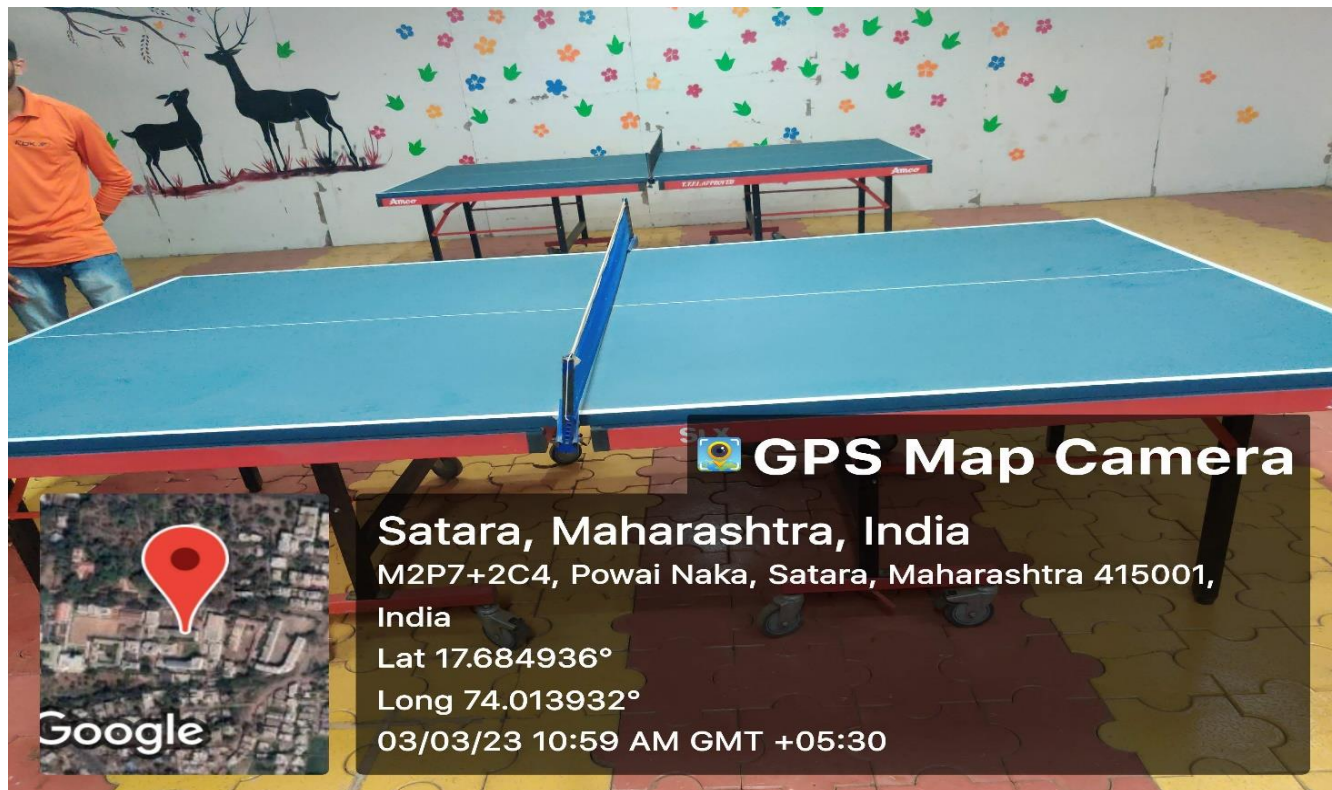 Amco
T.T.F.I. APPROVED
Amco
GPS Map Camera
Satara, Maharashtra, India
M2P7+2C4, Powai Naka, Satara, Maharashtra 415001,
India
Lat 17.684936°
Long 74.013932°
03/03/23 10:59 AM GMT +05:30
Google